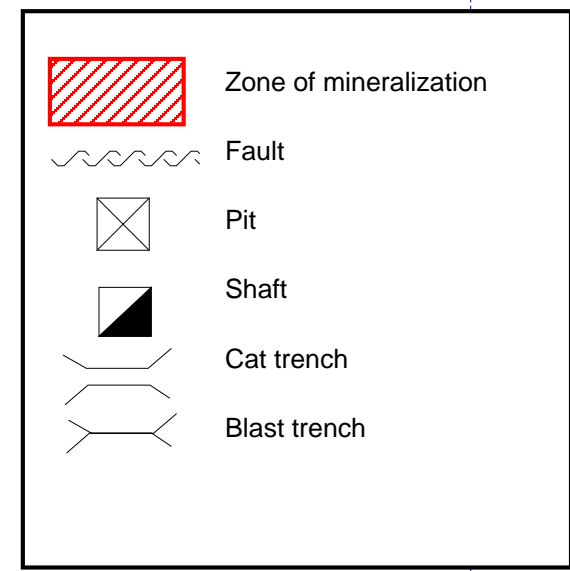 Zone of mineralization
Fault
Pit
Shaft
Cat trench
Blast trench